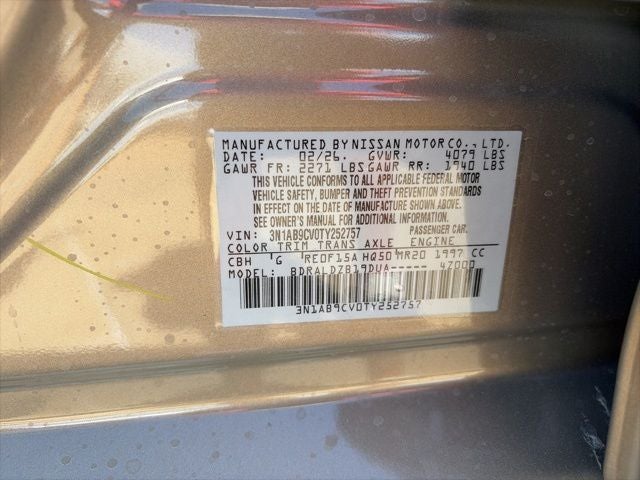 MANUFACTURED BY NISSAN MOTOR CO., LTD.
DATE: 02/26. GVWR: 4079 LBS
GAWR FR: 2271 LBS GAWR RR: 1940 LBS
THIS VEHICLE CONFORMS TO ALL APPLICABLE FEDERAL MOTOR
VEHICLE SAFETY, BUMPER AND THEFT PREVENTION STANDARDS
IN EFFECT ON THE DATE OF MANUFACTURE SHOWN ABOVE.
SEE OWNER'S MANUAL FOR ADDITIONAL INFORMATION.
VIN: 3N1AB9CV0TY252757 PASSENGER CAR.
COLOR TRIM TRANS AXLE ENGINE
CBH G RE0F15A HQ50 MR20 1997 CC
MODEL: BDRALDZB19DUA----- 4Z000
3N1AB9CV0TY252757